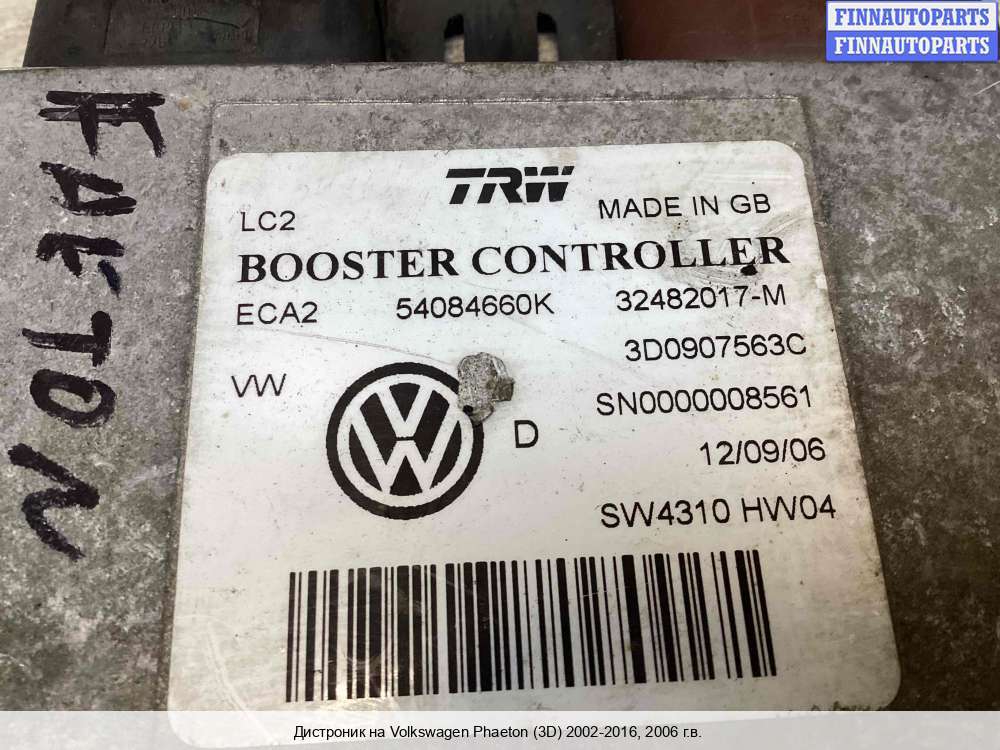 FINNAUTOPARTS
FINNAUTOPARTS
TRW
LC2 MADE IN GB
BOOSTER CONTROLLER
ECA2 54084660K 32482017-M
3D0907563C
VW SN0000008561
D
12/09/06
SW4310 HW04
Дистроник на Volkswagen Phaeton (3D) 2002-2016, 2006 г.в.